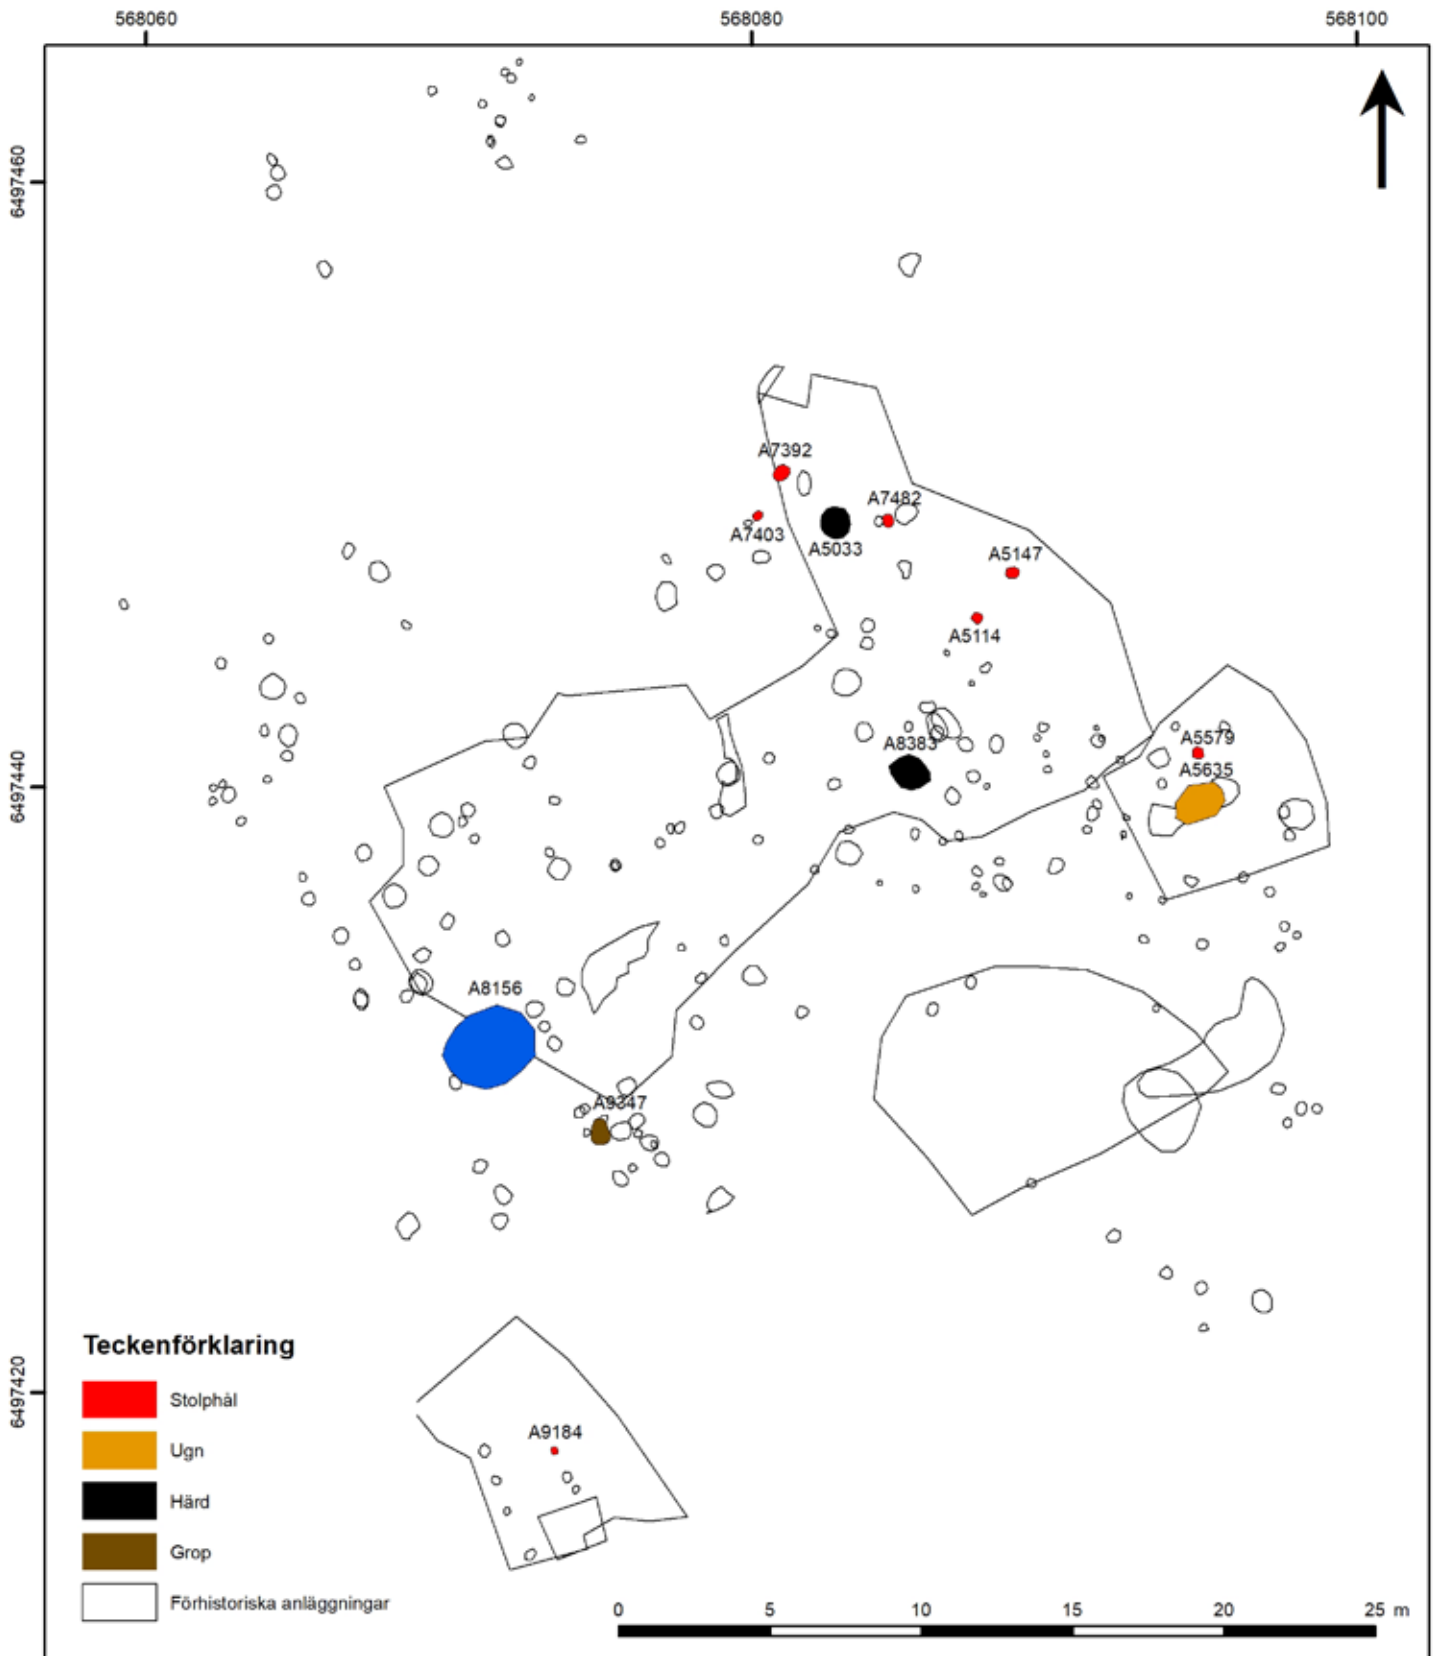 568060 568080 568100
6497460
A7392
A7482
A7403
A5033
A5147
A5114
A5579
A8383
A5635
6497440
A8156
A9347
Teckenförklaring
6497420
Stolphål
A9184
Ugn
Härd
Grop
Förhistoriska anläggningar
0 5 10 15 20 25 m